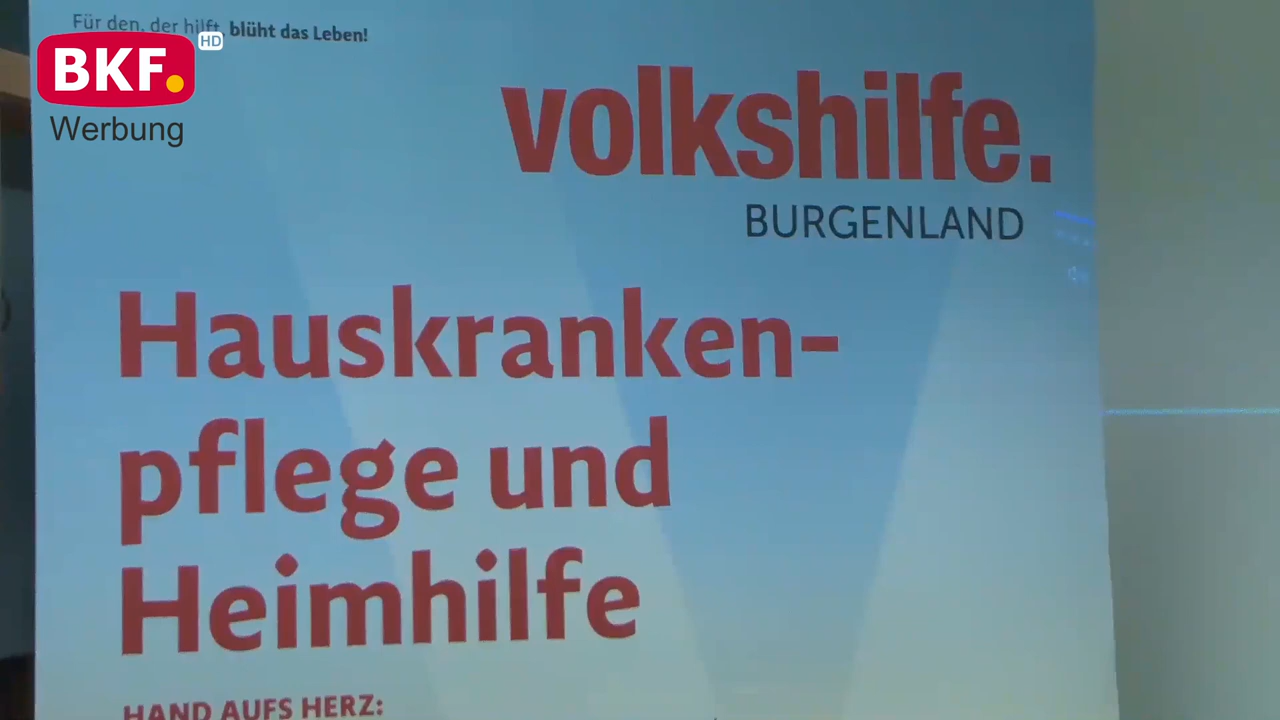 Für den, der hilft, blüht das Leben!
BKF.
HD
Werbung
volkshilfe.
BURGENLAND
Hauskranken-
pflege und
Heimhilfe
HAND AUFS HERZ: